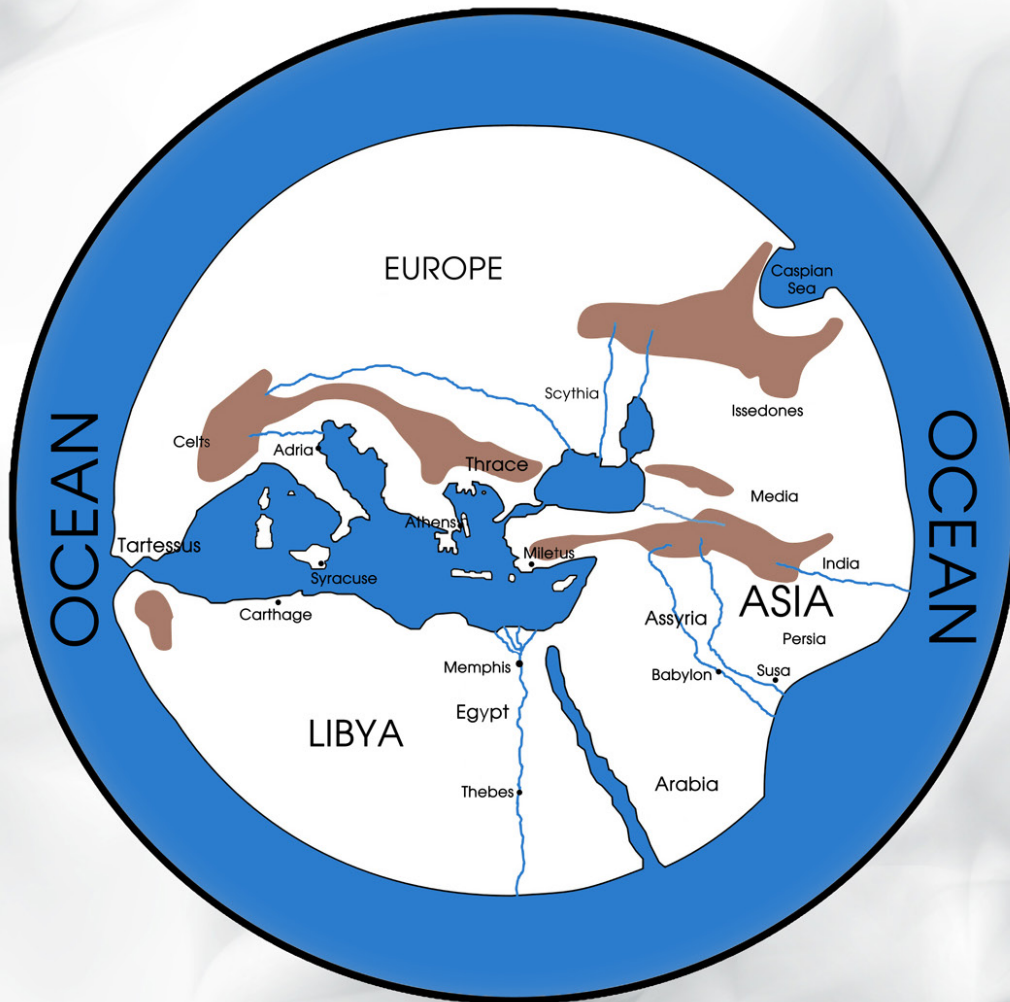 EUROPE
Caspian
Sea
Scythia
Issedones
OCEAN
OCEAN
Celts
Adria
Thrace
Media
Athens
Tartessus
Miletus
India
Syracuse
ASIA
Carthage
Assyria
Persia
Memphis
Babylon
Susa
Egypt
LIBYA
Arabia
Thebes